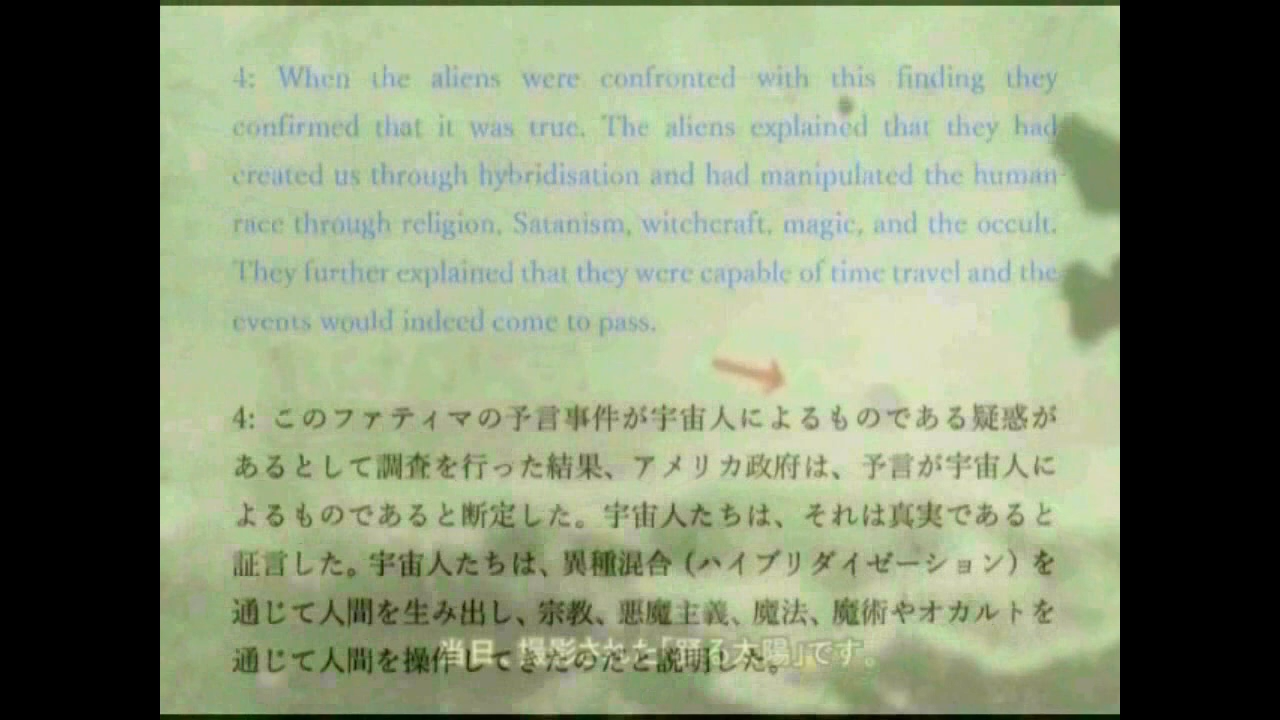 4: When the aliens were confronted with this finding they
confirmed that it was true. The aliens explained that they had
created us through hybridisation and had manipulated the human
race through religion, Satanism, witchcraft, magic, and the occult.
They further explained that they were capable of time travel and the
events would indeed come to pass.
4: このファティマの予言事件が宇宙人によるものである疑惑が
あるとして調査を行った結果、アメリカ政府は、予言が宇宙人に
よるものであると断定した。宇宙人たちは、それは真実であると
証言した。宇宙人たちは、異種混合（ハイブリダイゼーション）を
通じて人間を生み出し、宗教、悪魔主義、魔法、魔術やオカルトを
通じて人間を操作してきたのだと説明した。
当日、撮影された「踊る太陽」です。